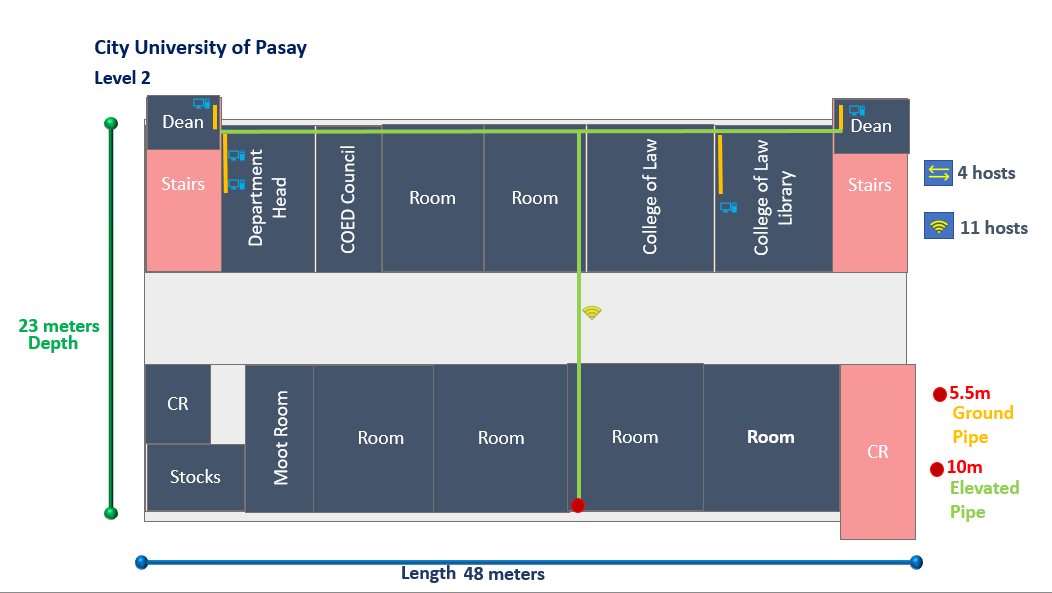 City University of Pasay
Level 2
Dean
Dean
Stairs
Department
Head
COED Council
Room
Room
College of Law
College of Law
Library
Stairs
4 hosts
11 hosts
23 meters
Depth
CR
Stocks
Moot Room
Room
Room
Room
Room
CR
5.5m
Ground
Pipe
10m
Elevated
Pipe
Length 48 meters